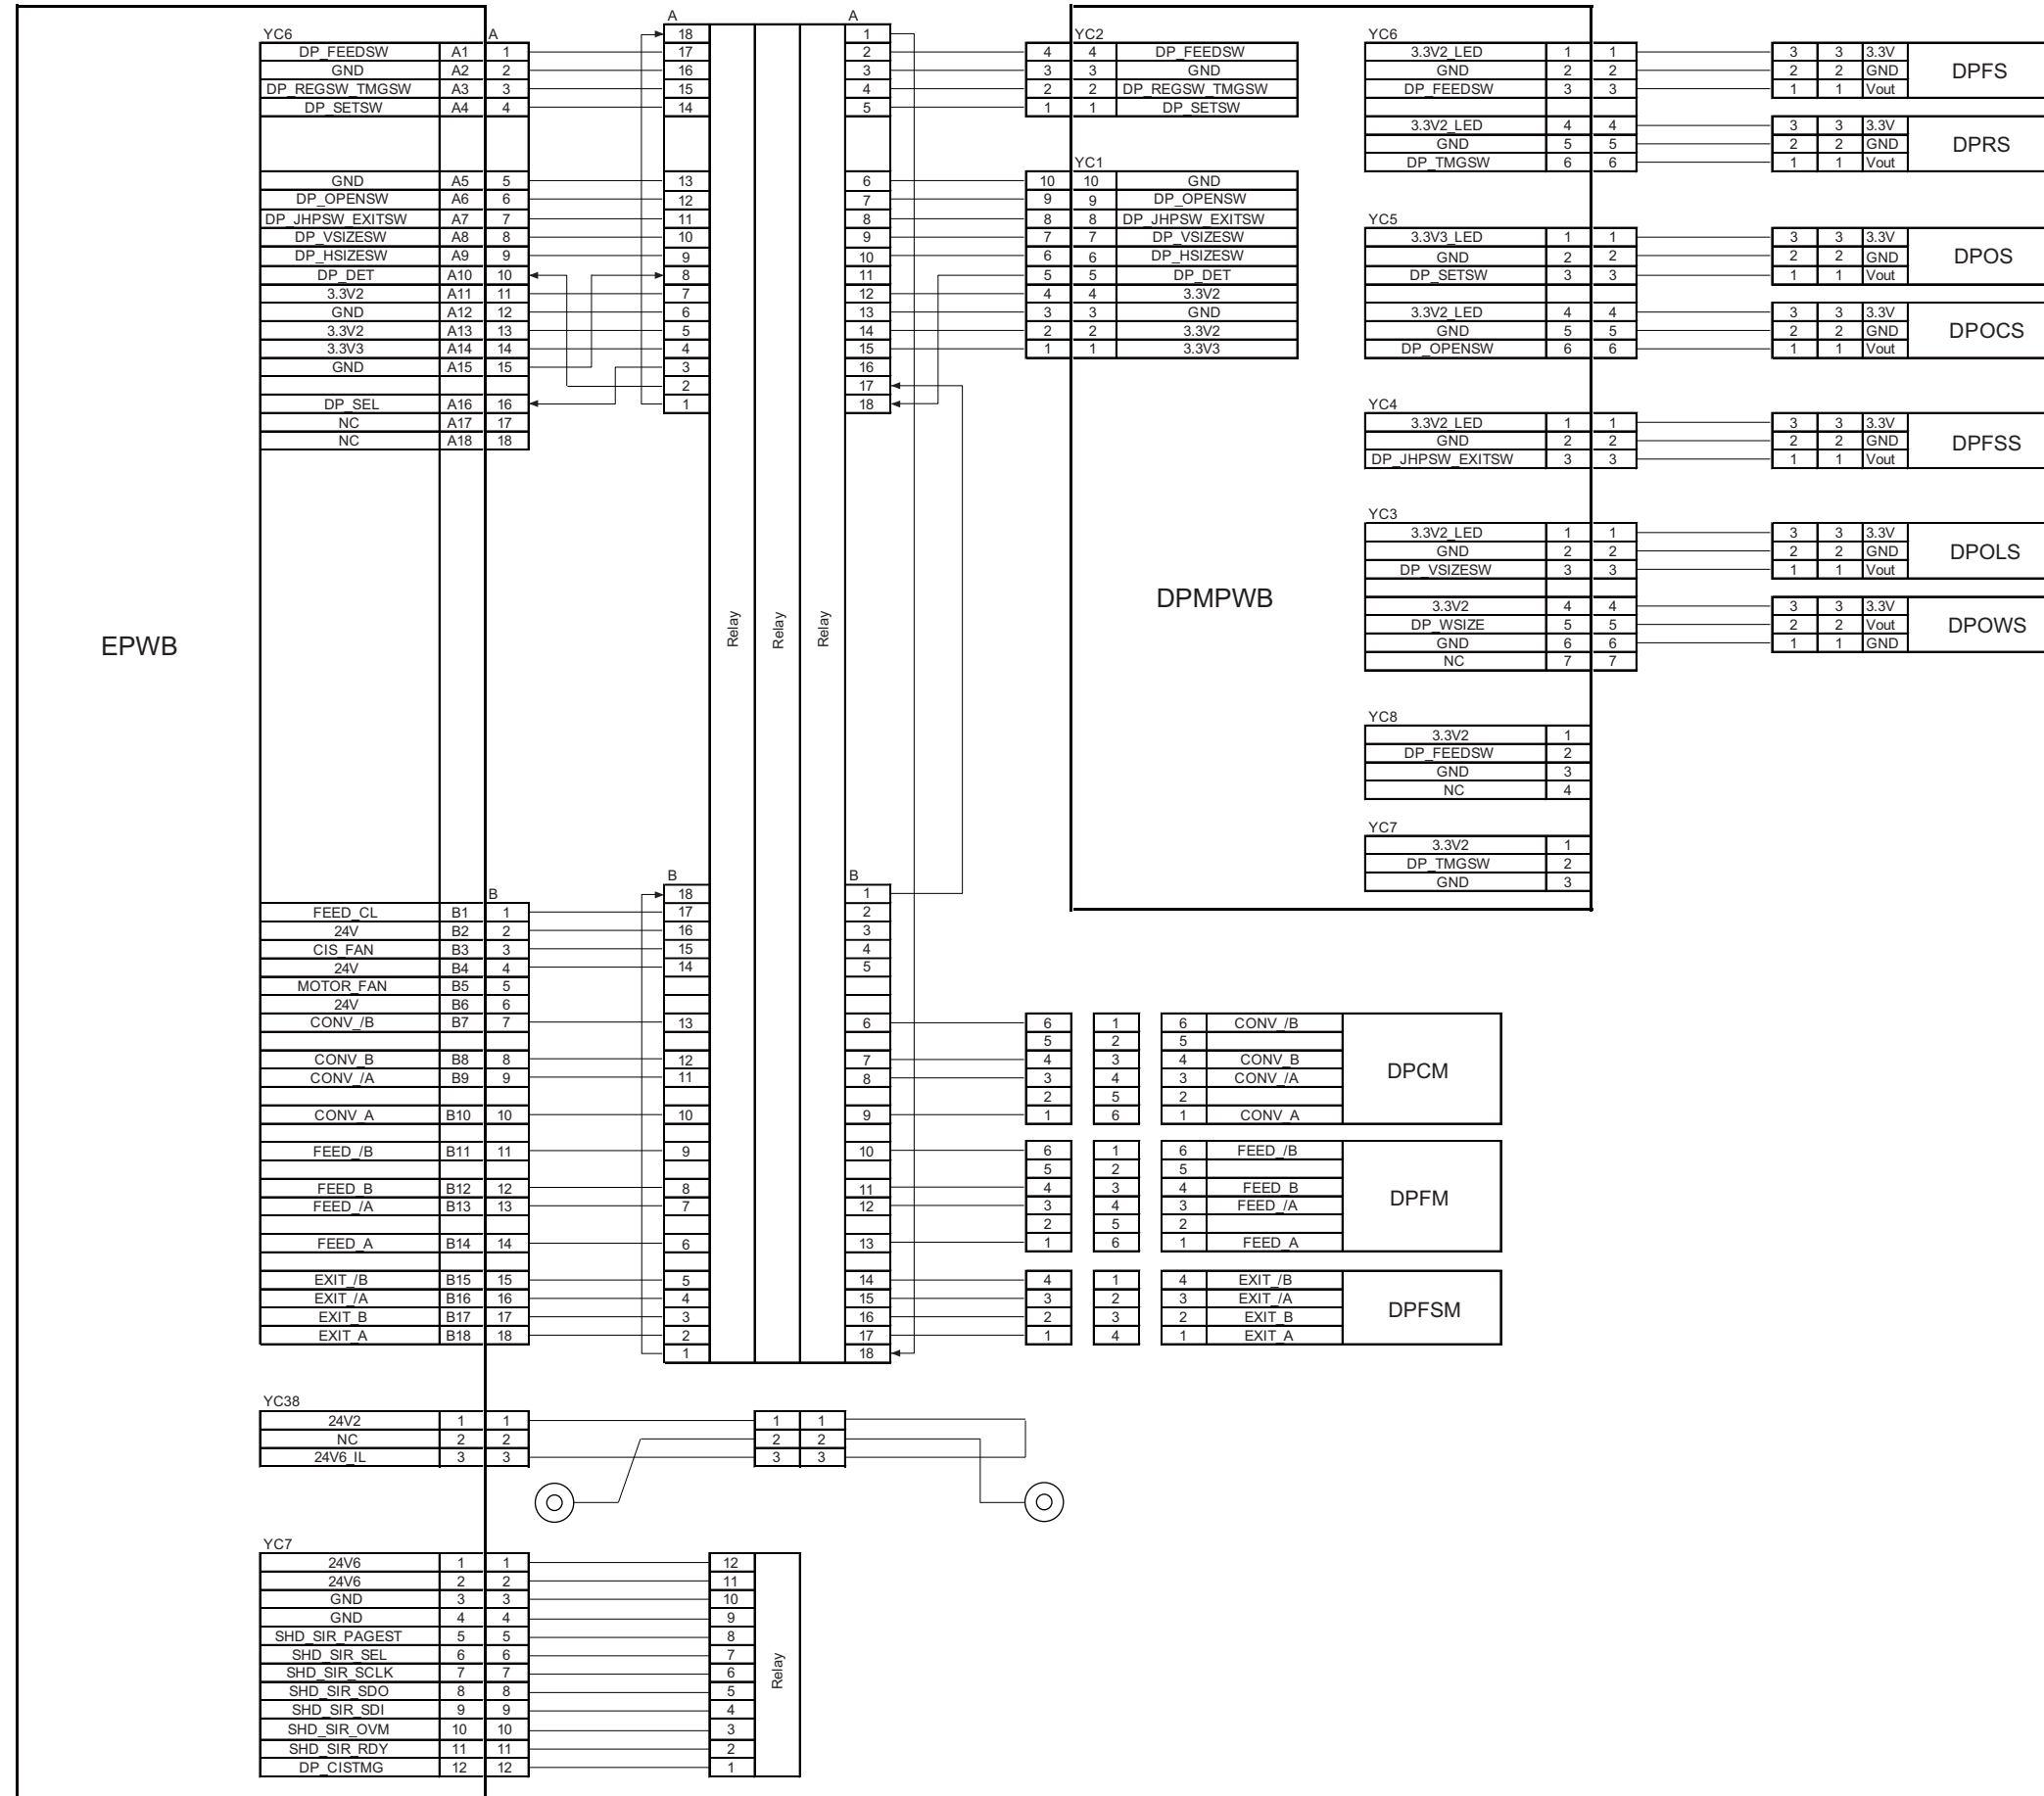 EPWB
YC6 A
DP_FEEDSW A1 1
GND A2 2
DP_REGSW_TMGSW A3 3
DP_SETSW A4 4
GND A5 5
DP_OPENSW A6 6
DP_JHPSW_EXITSW A7 7
DP_VSIZESW A8 8
DP_HSIZESW A9 9
DP_DET A10 10
3.3V2 A11 11
GND A12 12
3.3V2 A13 13
3.3V3 A14 14
GND A15 15
DP_SEL A16 16
NC A17 17
NC A18 18
B
FEED_CL B1 1
24V B2 2
CIS_FAN B3 3
24V B4 4
MOTOR_FAN B5 5
24V B6 6
CONV_/B B7 7
CONV_B B8 8
CONV_/A B9 9
CONV_A B10 10
FEED_/B B11 11
FEED_B B12 12
FEED_/A B13 13
FEED_A B14 14
EXIT_/B B15 15
EXIT_/A B16 16
EXIT_B B17 17
EXIT_A B18 18
YC38
24V2 1 1
NC 2 2
24V6_IL 3 3
YC7
24V6 1 1
24V6 2 2
GND 3 3
GND 4 4
SHD_SIR_PAGEST 5 5
SHD_SIR_SEL 6 6
SHD_SIR_SCLK 7 7
SHD_SIR_SDO 8 8
SHD_SIR_SDI 9 9
SHD_SIR_OVM 10 10
SHD_SIR_RDY 11 11
DP_CISTMG 12 12
A A
18 1
17 2
16 3
15 4
14 5
13 6
12 7
11 8
10 9
9 10
8 11
7 12
6 13
5 14
4 15
3 16
2 17
1 18
Relay
Relay
Relay
B B
18 1
17 2
16 3
15 4
14 5
13 6
12 7
11 8
10 9
9 10
8 11
7 12
6 13
5 14
4 15
3 16
2 17
1 18
1 1
2 2
3 3
12
11
10
9
8
7
6
5
4
3
2
1
Relay
DPMPWB
YC2
4 4 DP_FEEDSW
3 3 GND
2 2 DP_REGSW_TMGSW
1 1 DP_SETSW
YC1
10 10 GND
9 9 DP_OPENSW
8 8 DP_JHPSW_EXITSW
7 7 DP_VSIZESW
6 6 DP_HSIZESW
5 5 DP_DET
4 4 3.3V2
3 3 GND
2 2 3.3V2
1 1 3.3V3
YC6
3.3V2_LED 1 1 3 3 3.3V
GND 2 2 2 2 GND DPFS
DP_FEEDSW 3 3 1 1 Vout
3.3V2_LED 4 4 3 3 3.3V
GND 5 5 2 2 GND DPRS
DP_TMGSW 6 6 1 1 Vout
YC5
3.3V3_LED 1 1 3 3 3.3V
GND 2 2 2 2 GND DPOS
DP_SETSW 3 3 1 1 Vout
3.3V2_LED 4 4 3 3 3.3V
GND 5 5 2 2 GND DPOCS
DP_OPENSW 6 6 1 1 Vout
YC4
3.3V2_LED 1 1 3 3 3.3V
GND 2 2 2 2 GND DPFSS
DP_JHPSW_EXITSW 3 3 1 1 Vout
YC3
3.3V2_LED 1 1 3 3 3.3V
GND 2 2 2 2 GND DPOLS
DP_VSIZESW 3 3 1 1 Vout
3.3V2 4 4 3 3 3.3V
DP_WSIZE 5 5 2 2 Vout DPOWS
GND 6 6 1 1 GND
NC 7 7
YC8
3.3V2 1
DP_FEEDSW 2
GND 3
NC 4
YC7
3.3V2 1
DP_TMGSW 2
GND 3
6 1 6 CONV_/B
5 2 5
4 3 4 CONV_B
DPCM
3 4 3 CONV_/A
2 5 2
1 6 1 CONV_A
6 1 6 FEED_/B
5 2 5
4 3 4 FEED_B
DPFM
3 4 3 FEED_/A
2 5 2
1 6 1 FEED_A
4 1 4 EXIT_/B
3 2 3 EXIT_/A
DPFSM
2 3 2 EXIT_B
1 4 1 EXIT_A